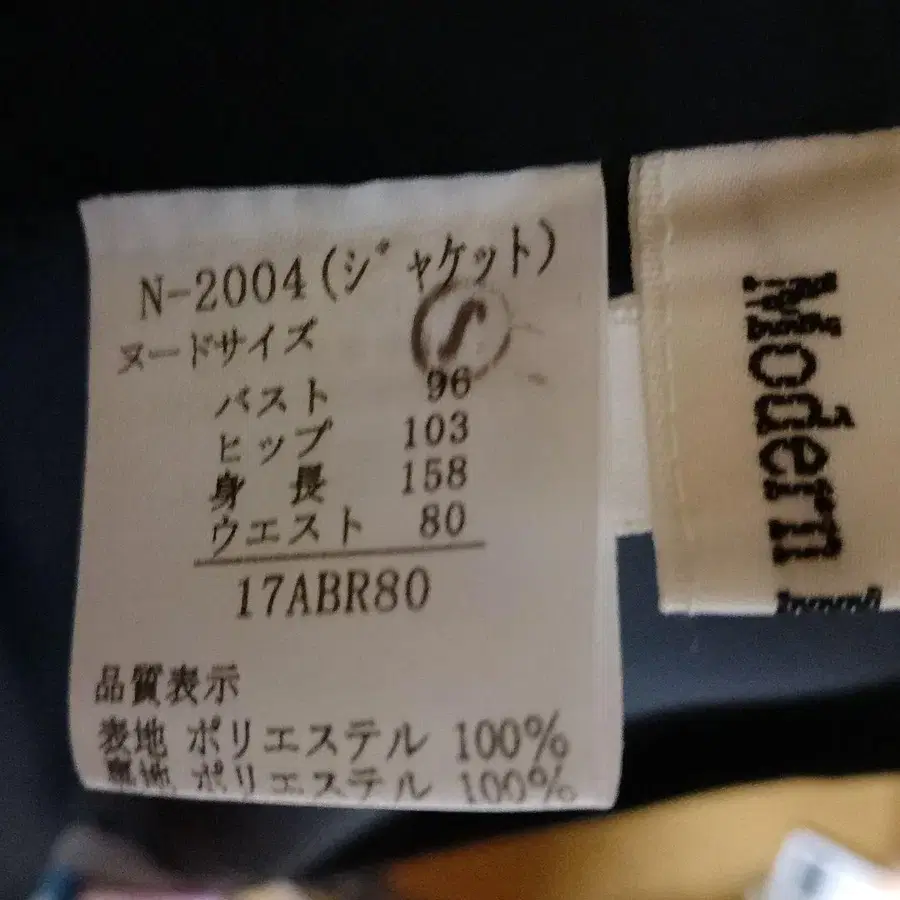 N-2004(ジャケット)
ヌードサイズ
S
バスト 96
ヒップ 103
身長 158
ウエスト 80
17ABR80
品質表示
表地 ポリエステル 100%
裏地 ポリエステル 100%
Modern